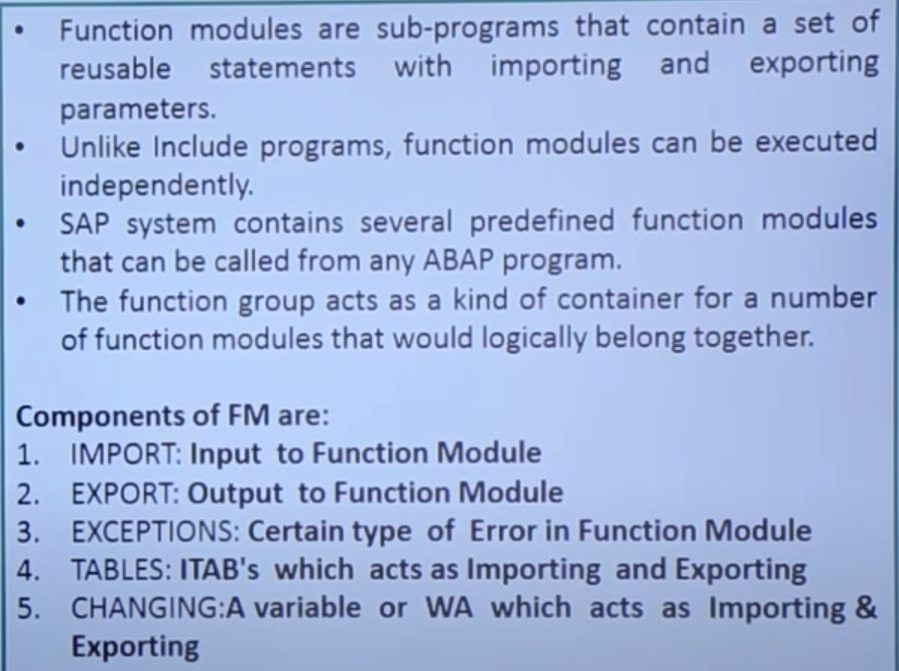 • Function modules are sub-programs that contain a set of
reusable statements with importing and exporting
parameters.
• Unlike Include programs, function modules can be executed
independently.
• SAP system contains several predefined function modules
that can be called from any ABAP program.
• The function group acts as a kind of container for a number
of function modules that would logically belong together.
Components of FM are:
1. IMPORT: Input to Function Module
2. EXPORT: Output to Function Module
3. EXCEPTIONS: Certain type of Error in Function Module
4. TABLES: ITAB's which acts as Importing and Exporting
5. CHANGING:A variable or WA which acts as Importing &
Exporting